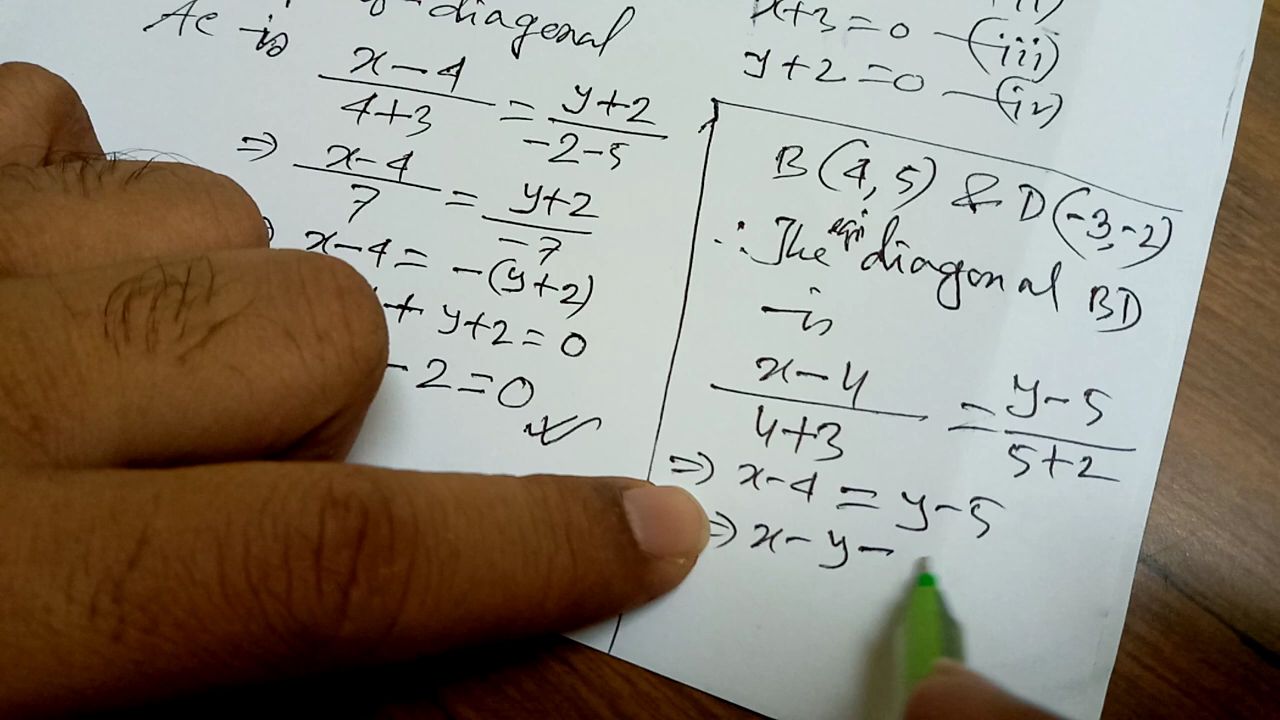 diagonal
Ac is
x-4 / 4+3 = y+2 / -2-5
⇒ x-4 / 7 = y+2 / -7
x-4 = -(y+2)
+ y+2=0
-2=0
x+3=0 -(iii)
y+2=0 -(iv)
B(4,5) & D(-3,-2)
∴ The eqn diagonal BD
is
x-4 / 4+3 = y-5 / 5+2
⇒ x-4 = y-5
⇒ x-y-